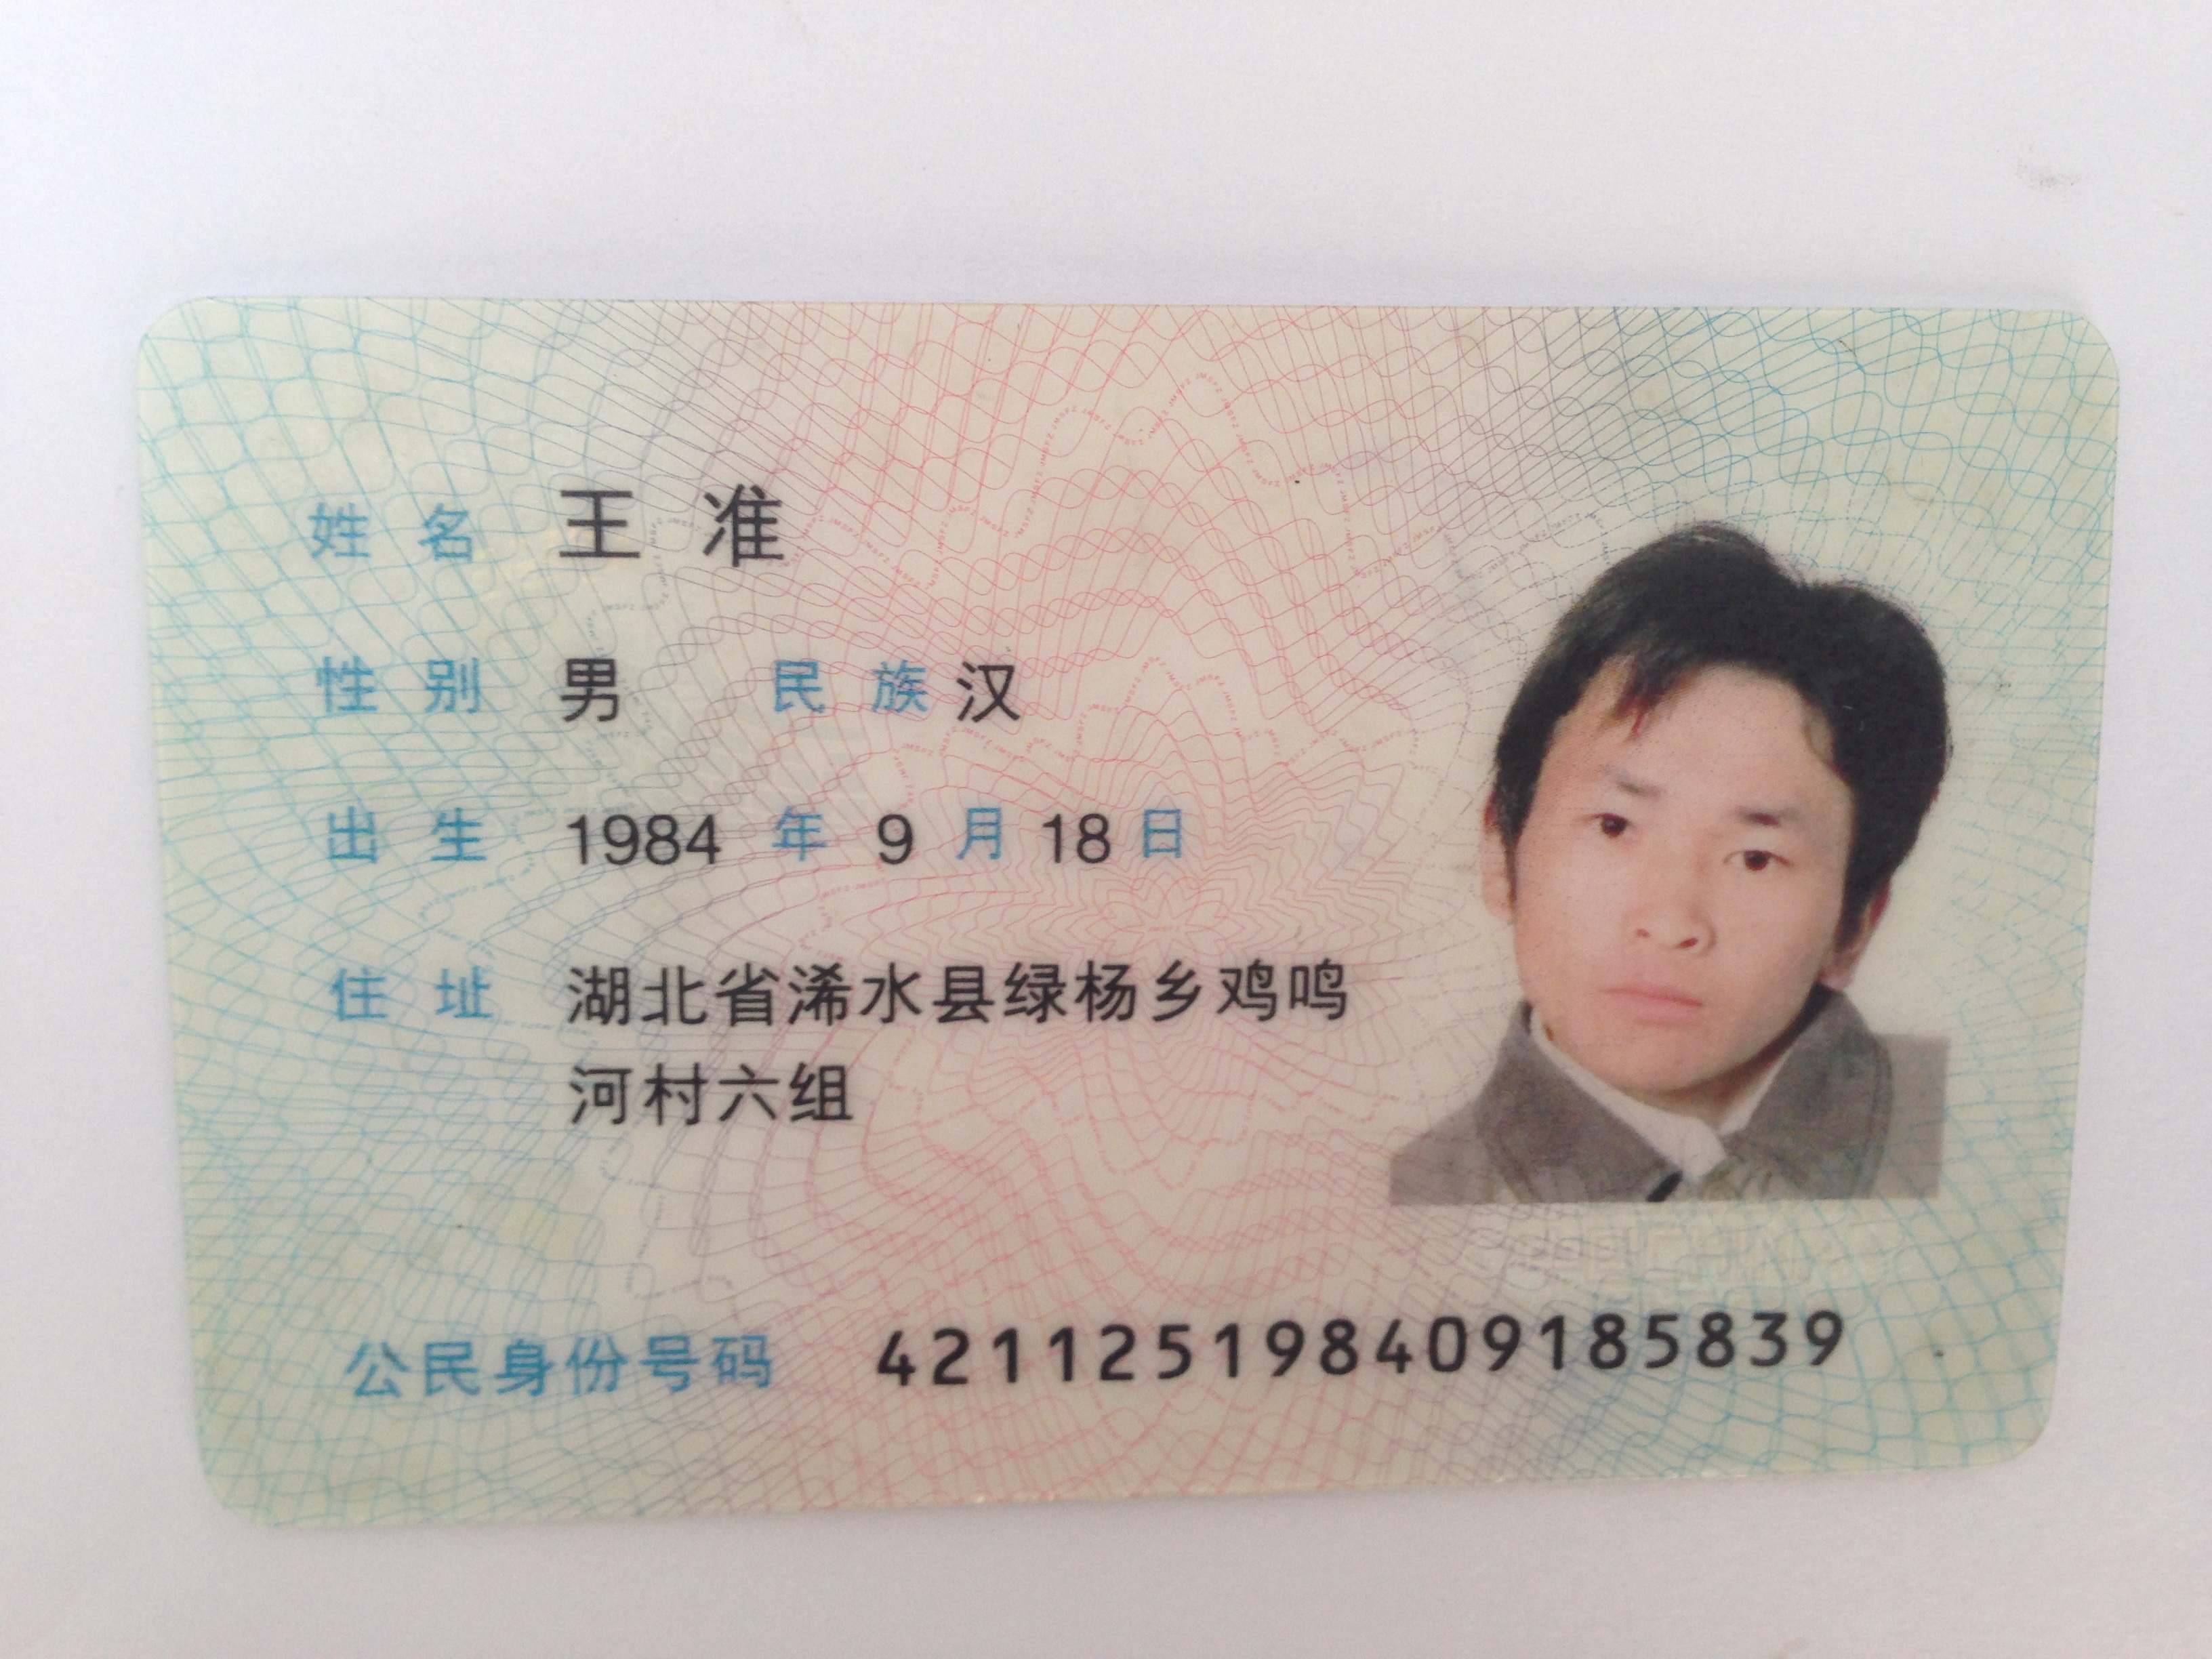 姓名 王准
性别 男 民族 汉
出生 1984 年 9 月 18 日
住址 湖北省浠水县绿杨乡鸡鸣
河村六组
公民身份号码 421125198409185839